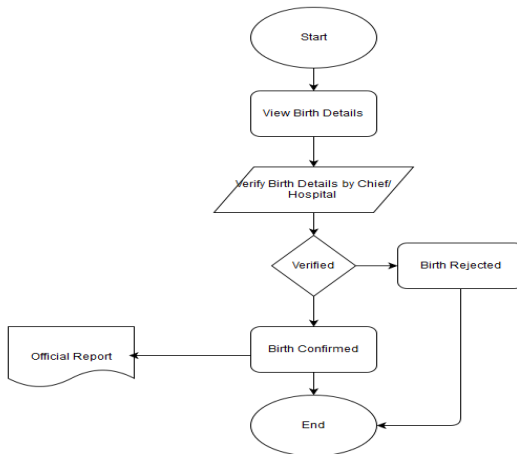 Start
View Birth Details
Verify Birth Details by Chief/
Hospital
Verified
Birth Rejected
Birth Confirmed
Official Report
End